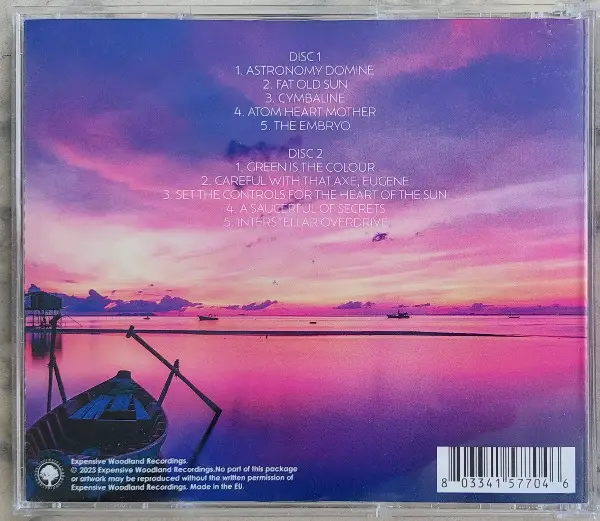 DISC 1
1. ASTRONOMY DOMINE
2. FAT OLD SUN
3. CYMBALINE
4. ATOM HEART MOTHER
5. THE EMBRYO
DISC 2
1. GREEN IS THE COLOUR
2. CAREFUL WITH THAT AXE, EUGENE
3. SET THE CONTROLS FOR THE HEART OF THE SUN
4. A SAUCERFUL OF SECRETS
5. INTERSTELLAR OVERDRIVE
Expensive Woodland Recordings.
© 2023 Expensive Woodland Recordings.No part of this package
or artwork may be reproduced without the written permission of
Expensive Woodland Recordings. Made in the EU.
8 03341 57704 6